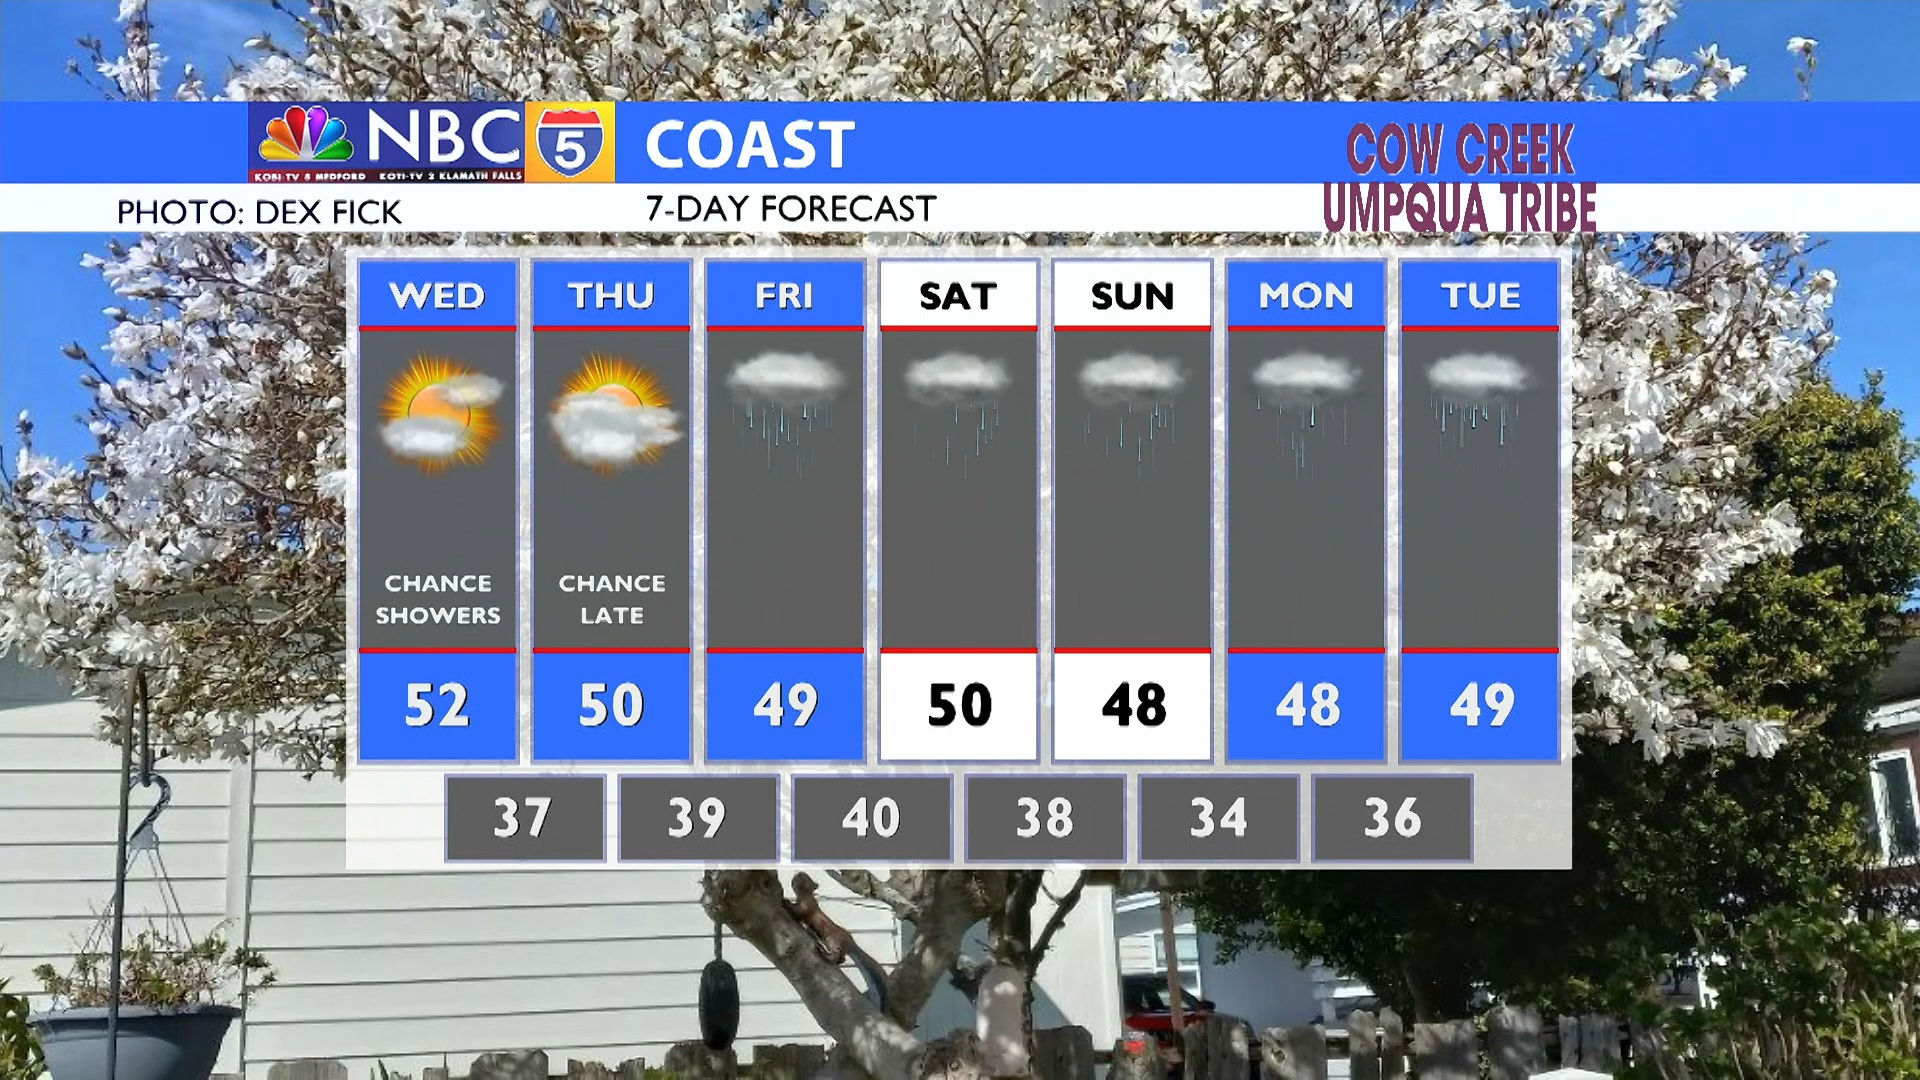 NBC 5
KOBI-TV 5 MEDFORD KOTI-TV 2 KLAMATH FALLS
COAST
COW CREEK
UMPQUA TRIBE
PHOTO: DEX FICK
7-DAY FORECAST
WED THU FRI SAT SUN MON TUE
CHANCE SHOWERS
CHANCE LATE
52 50 49 50 48 48 49
37 39 40 38 34 36